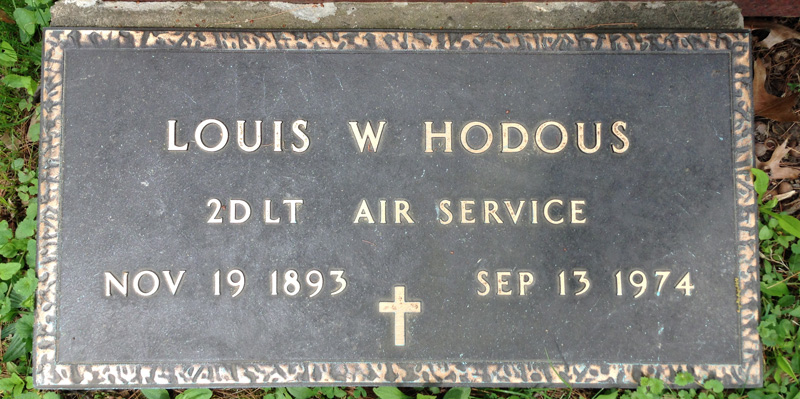 LOUIS W HODOUS
2D LT AIR SERVICE
NOV 19 1893 SEP 13 1974